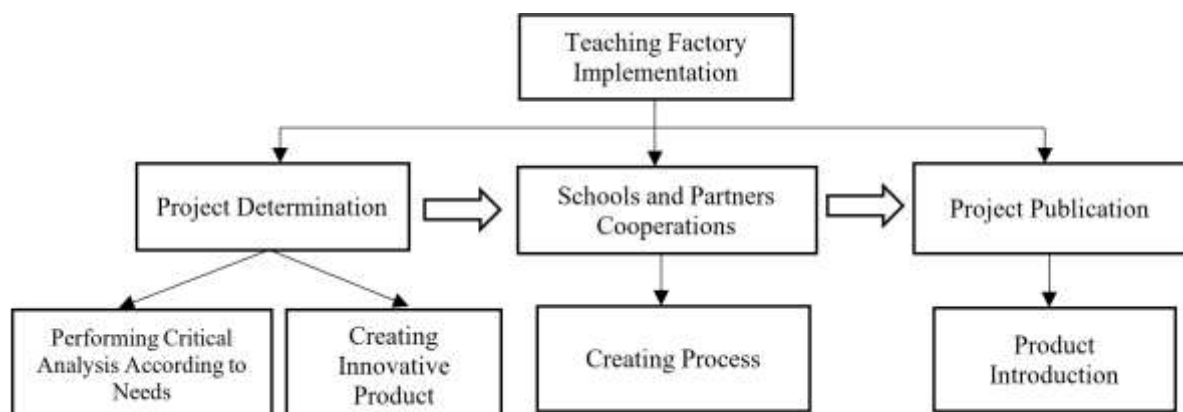 Teaching Factory
Implementation
Project Determination
Schools and Partners
Cooperations
Project Publication
Performing Critical
Analysis According to
Needs
Creating
Innovative
Product
Creating Process
Product
Introduction